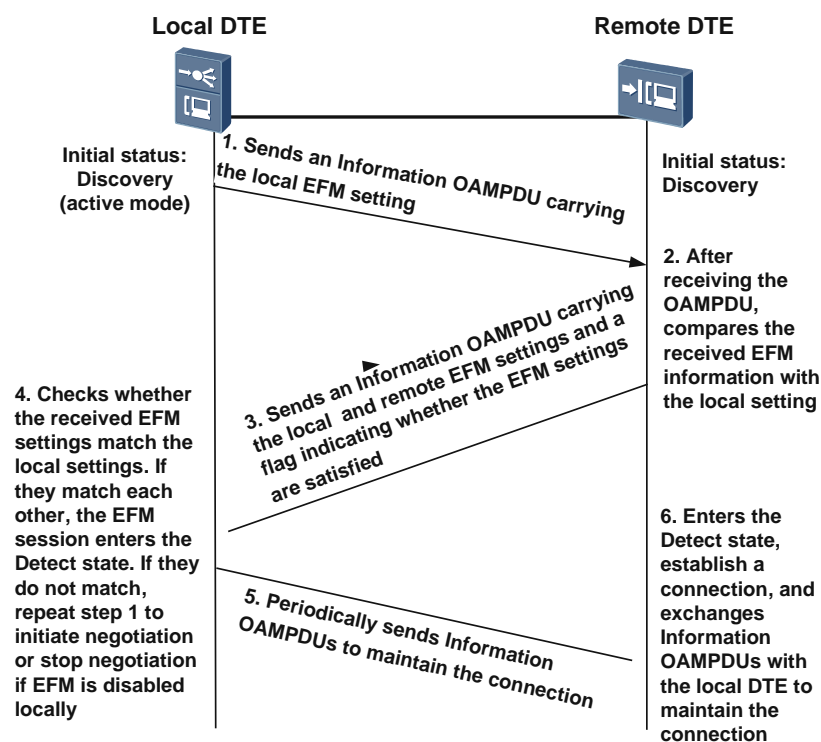 Local DTE
Remote DTE
Initial status:
Discovery
(active mode)
1. Sends an Information OAMPDU carrying
the local EFM setting
Initial status:
Discovery
2. After
receiving the
OAMPDU,
compares the
received EFM
information with
the local setting
3. Sends an Information OAMPDU carrying
the local and remote EFM settings and a
flag indicating whether the EFM settings
are satisfied
4. Checks whether
the received EFM
settings match the
local settings. If
they match each
other, the EFM
session enters the
Detect state. If they
do not match,
repeat step 1 to
initiate negotiation
or stop negotiation
if EFM is disabled
locally
5. Periodically sends Information
OAMPDUs to maintain the connection
6. Enters the
Detect state,
establish a
connection, and
exchanges
Information
OAMPDUs with
the local DTE to
maintain the
connection